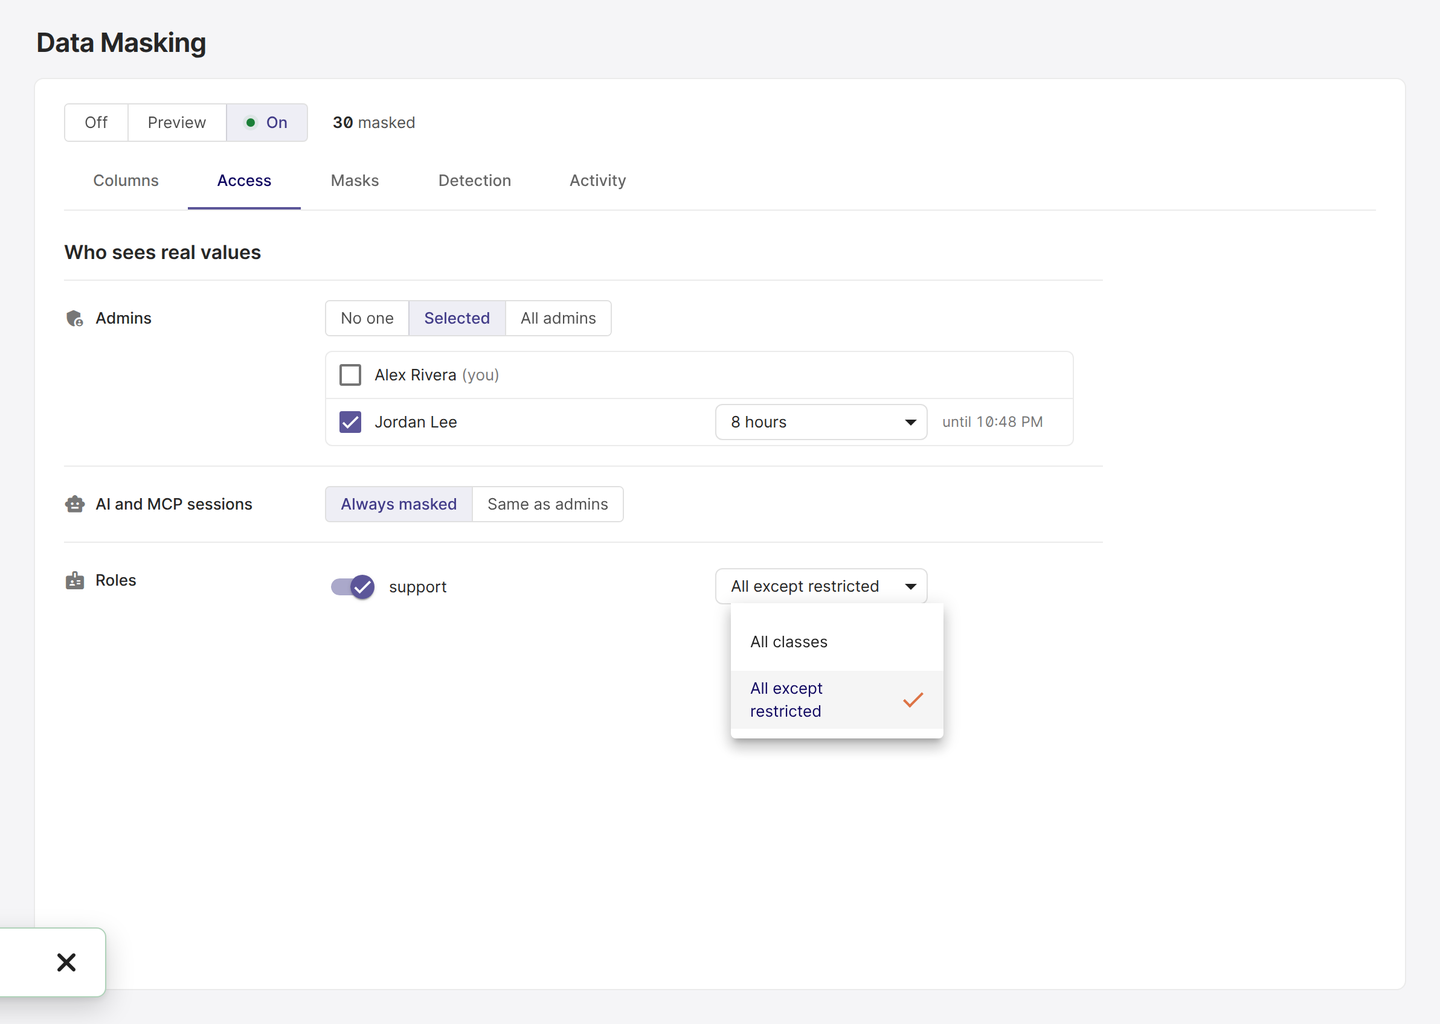 Data Masking
Off Preview On 30 masked
Columns Access Masks Detection Activity
Who sees real values
Admins No one Selected All admins
Alex Rivera (you)
Jordan Lee 8 hours until 10:48 PM
AI and MCP sessions Always masked Same as admins
Roles support All except restricted
All classes
All except
restricted